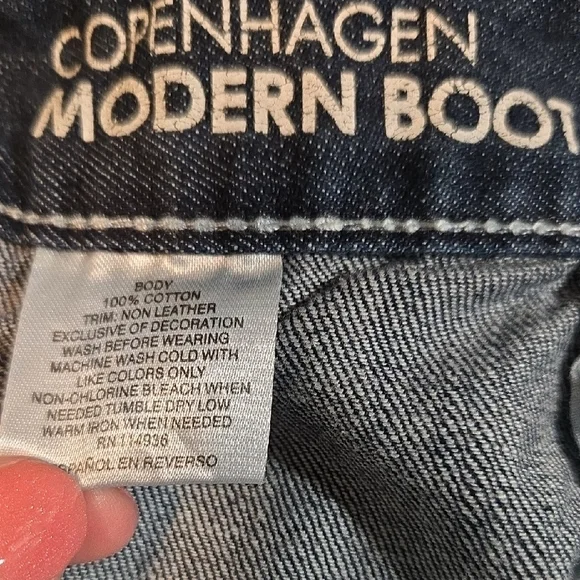 COPENHAGEN
MODERN BOOT
BODY
100% COTTON
TRIM: NON LEATHER
EXCLUSIVE OF DECORATION
WASH BEFORE WEARING
MACHINE WASH COLD WITH
LIKE COLORS ONLY
NON-CHLORINE BLEACH WHEN
NEEDED TUMBLE DRY LOW
WARM IRON WHEN NEEDED
RN 114936
ESPAÑOL EN REVERSO